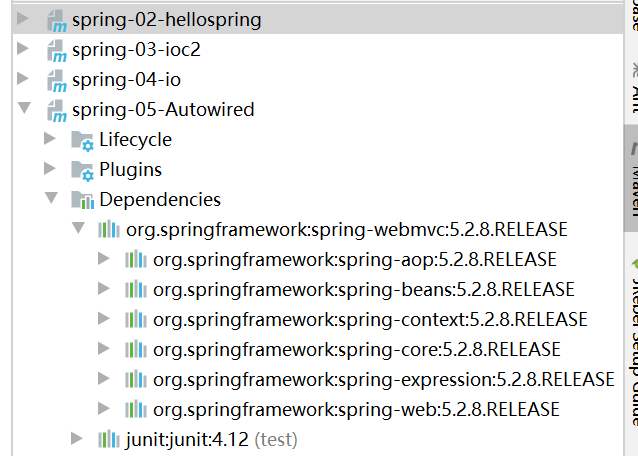 spring-02-hellospring
spring-03-ioc2
spring-04-io
spring-05-Autowired
Lifecycle
Plugins
Dependencies
org.springframework:spring-webmvc:5.2.8.RELEASE
org.springframework:spring-aop:5.2.8.RELEASE
org.springframework:spring-beans:5.2.8.RELEASE
org.springframework:spring-context:5.2.8.RELEASE
org.springframework:spring-core:5.2.8.RELEASE
org.springframework:spring-expression:5.2.8.RELEASE
org.springframework:spring-web:5.2.8.RELEASE
junit:junit:4.12 (test)
Ant
Maven
Setup Guide